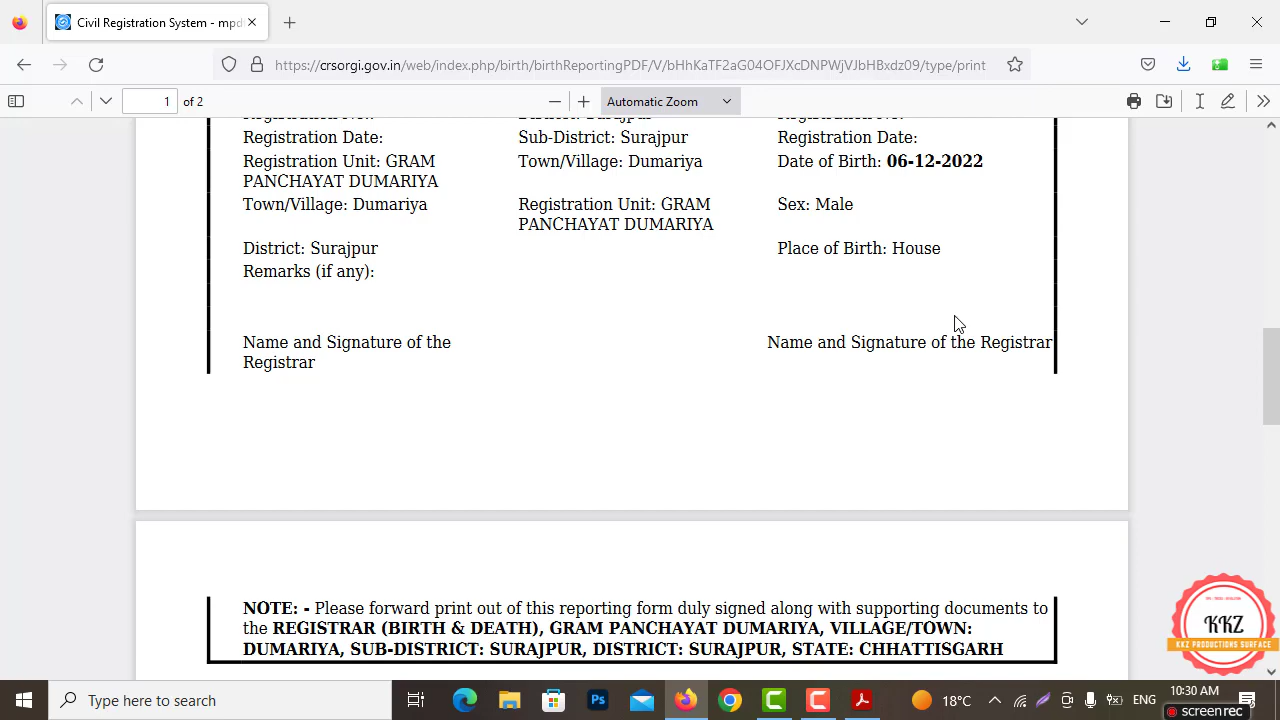 Civil Registration System - mpd
https://crsorgi.gov.in/web/index.php/birth/birthReportingPDF/V/bHhKaTF2aG04OFJXcDNPWjVJbHBxdz09/type/print
1 of 2
Automatic Zoom
Registration Date:
Sub-District: Surajpur
Registration Date:
Registration Unit: GRAM
PANCHAYAT DUMARIYA
Town/Village: Dumariya
Date of Birth: 06-12-2022
Town/Village: Dumariya
Registration Unit: GRAM
PANCHAYAT DUMARIYA
Sex: Male
District: Surajpur
Place of Birth: House
Remarks (if any):
Name and Signature of the
Registrar
Name and Signature of the Registrar
NOTE: - Please forward print out of this reporting form duly signed along with supporting documents to
the REGISTRAR (BIRTH & DEATH), GRAM PANCHAYAT DUMARIYA, VILLAGE/TOWN:
DUMARIYA, SUB-DISTRICT: SURAJPUR, DISTRICT: SURAJPUR, STATE: CHHATTISGARH
KKZ
KKZ PRODUCTIONS SURFACE
Type here to search
Ps
18°C
ENG
10:30 AM
screen rec